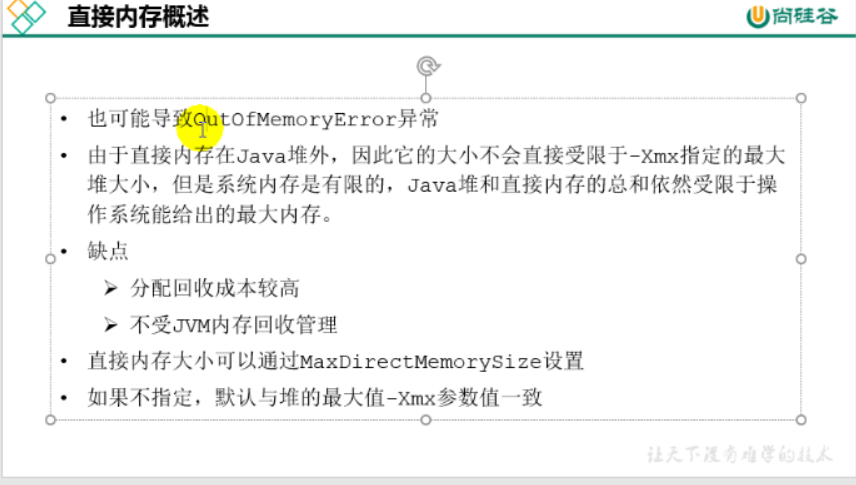 直接内存概述
尚硅谷
• 也可能导致OutOfMemoryError异常
• 由于直接内存在Java堆外，因此它的大小不会直接受限于-Xmx指定的最大
堆大小，但是系统内存是有限的，Java堆和直接内存的总和依然受限于操
作系统能给出的最大内存。
• 缺点
➢ 分配回收成本较高
➢ 不受JVM内存回收管理
• 直接内存大小可以通过MaxDirectMemorySize设置
• 如果不指定，默认与堆的最大值-Xmx参数值一致
让天下没有难学的技术